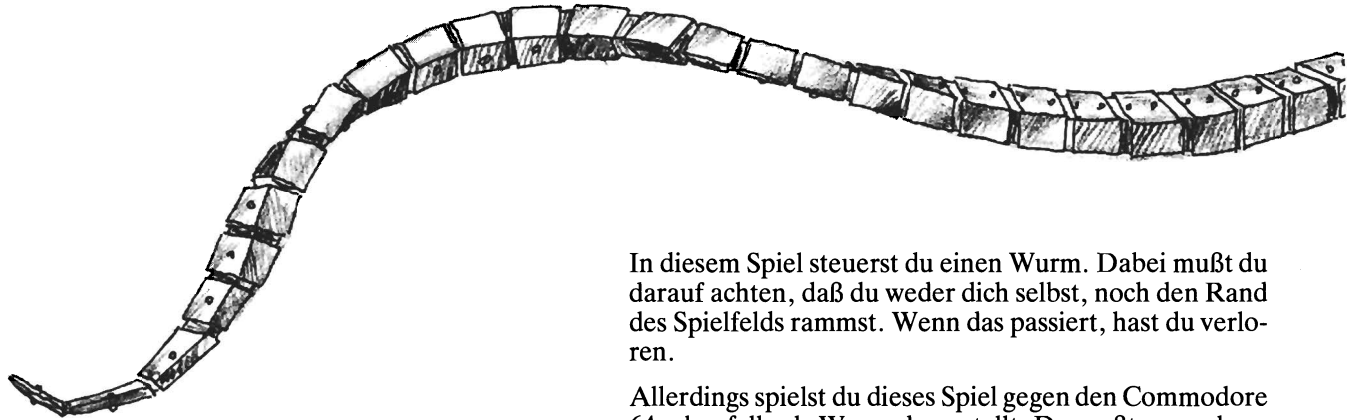 In diesem Spiel steuerst du einen Wurm. Dabei mußt du
darauf achten, daß du weder dich selbst, noch den Rand
des Spielfelds rammst. Wenn das passiert, hast du verlo-
ren.
Allerdings spielst du dieses Spiel gegen den Commodore